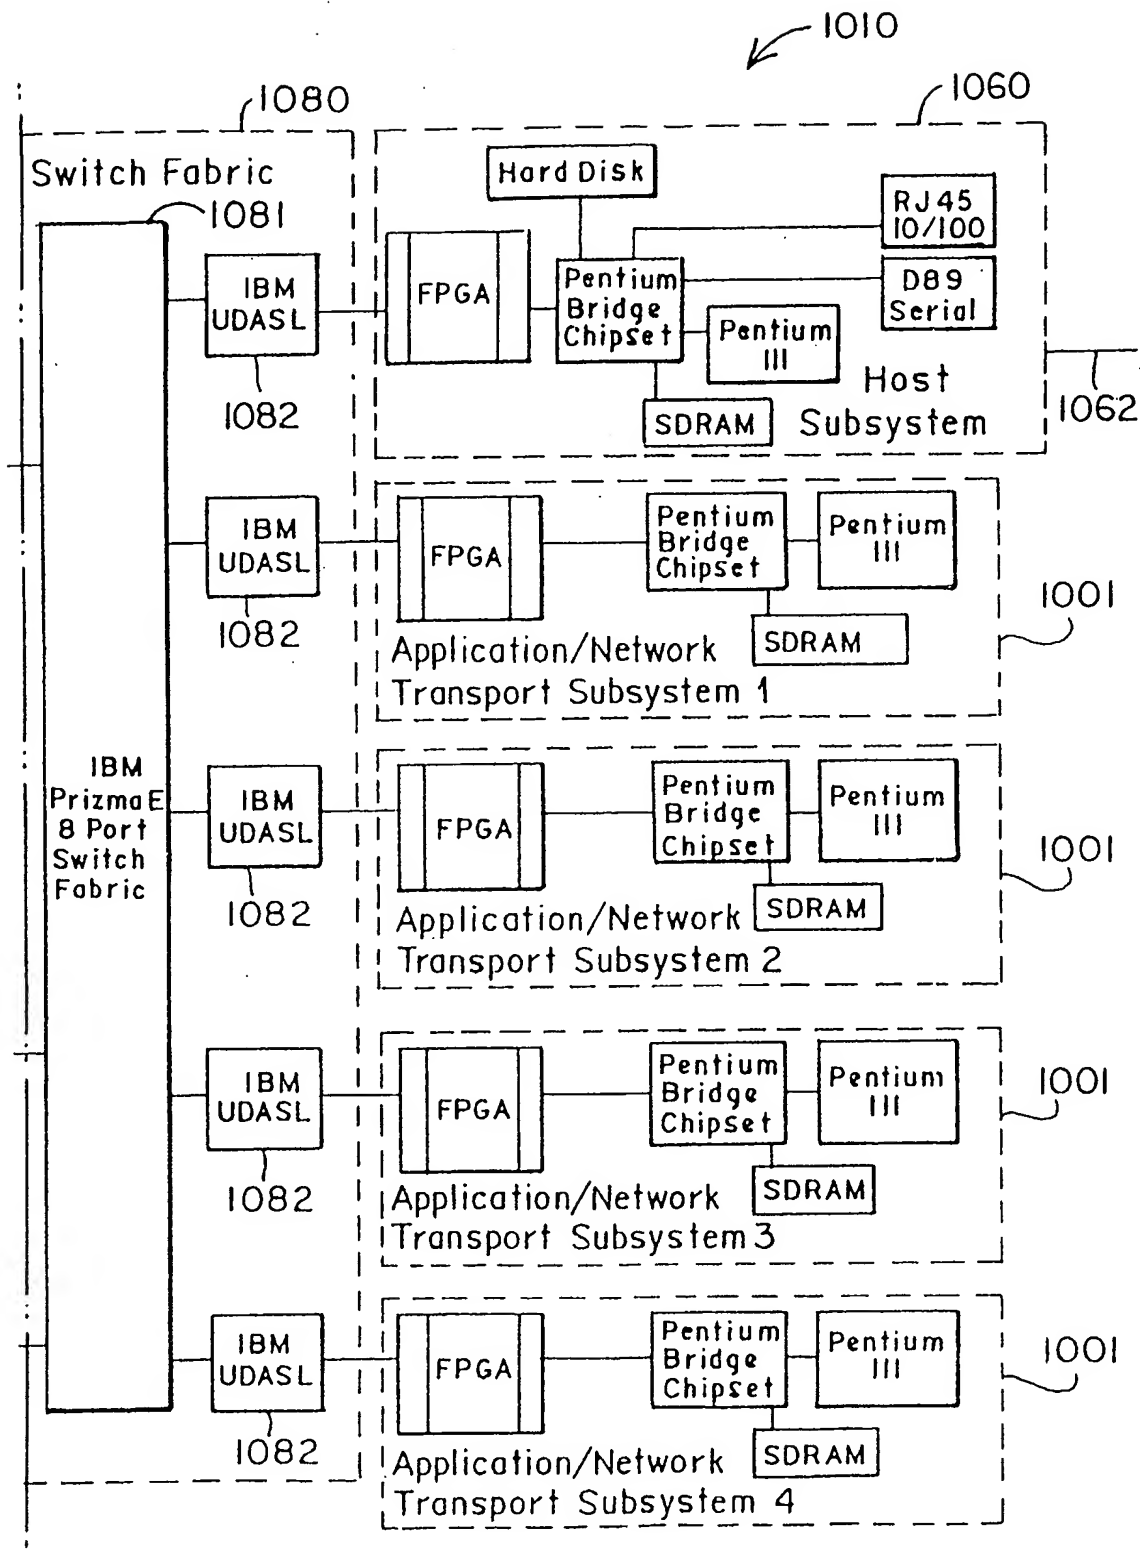 1010
1080
1060
Switch Fabric
1081
Hard Disk
RJ45
10/100
IBM
UDASL
FPGA
Pentium
Bridge
Chipset
D89
Serial
Pentium
III
1082
SDRAM
Host
Subsystem
1062
IBM
UDASL
FPGA
Pentium
Bridge
Chipset
Pentium
III
1082
1001
SDRAM
Application/Network
Transport Subsystem 1
IBM
PrizmaE
8 Port
Switch
Fabric
IBM
UDASL
FPGA
Pentium
Bridge
Chipset
Pentium
III
1082
1001
SDRAM
Application/Network
Transport Subsystem 2
IBM
UDASL
FPGA
Pentium
Bridge
Chipset
Pentium
III
1082
1001
SDRAM
Application/Network
Transport Subsystem 3
IBM
UDASL
FPGA
Pentium
Bridge
Chipset
Pentium
III
1082
1001
SDRAM
Application/Network
Transport Subsystem 4